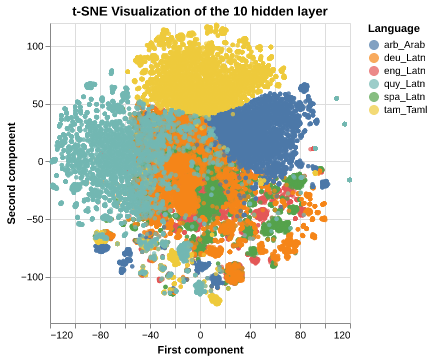 t-SNE Visualization of the 10 hidden layer
Language
arb_Arab
deu_Latn
eng_Latn
quy_Latn
spa_Latn
tam_Taml
100
50
0
−50
−100
Second component
−120 −80 −40 0 40 80 120
First component